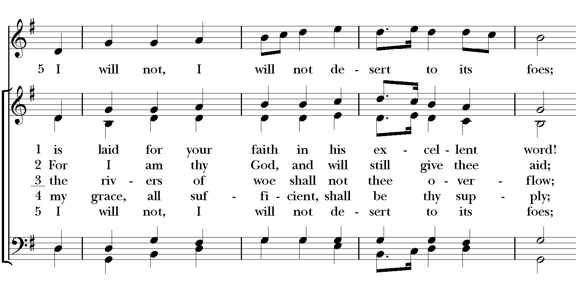 5 I will not, I will not de - sert to its foes;
1 is laid for your faith in his ex - cel - lent word!
2 For I am thy God, and will still give thee aid;
3 the riv - ers of woe shall not thee o - ver - flow;
4 my grace, all suf - fi - cient, shall be thy sup - ply;
5 I will not, I will not de - sert to its foes;